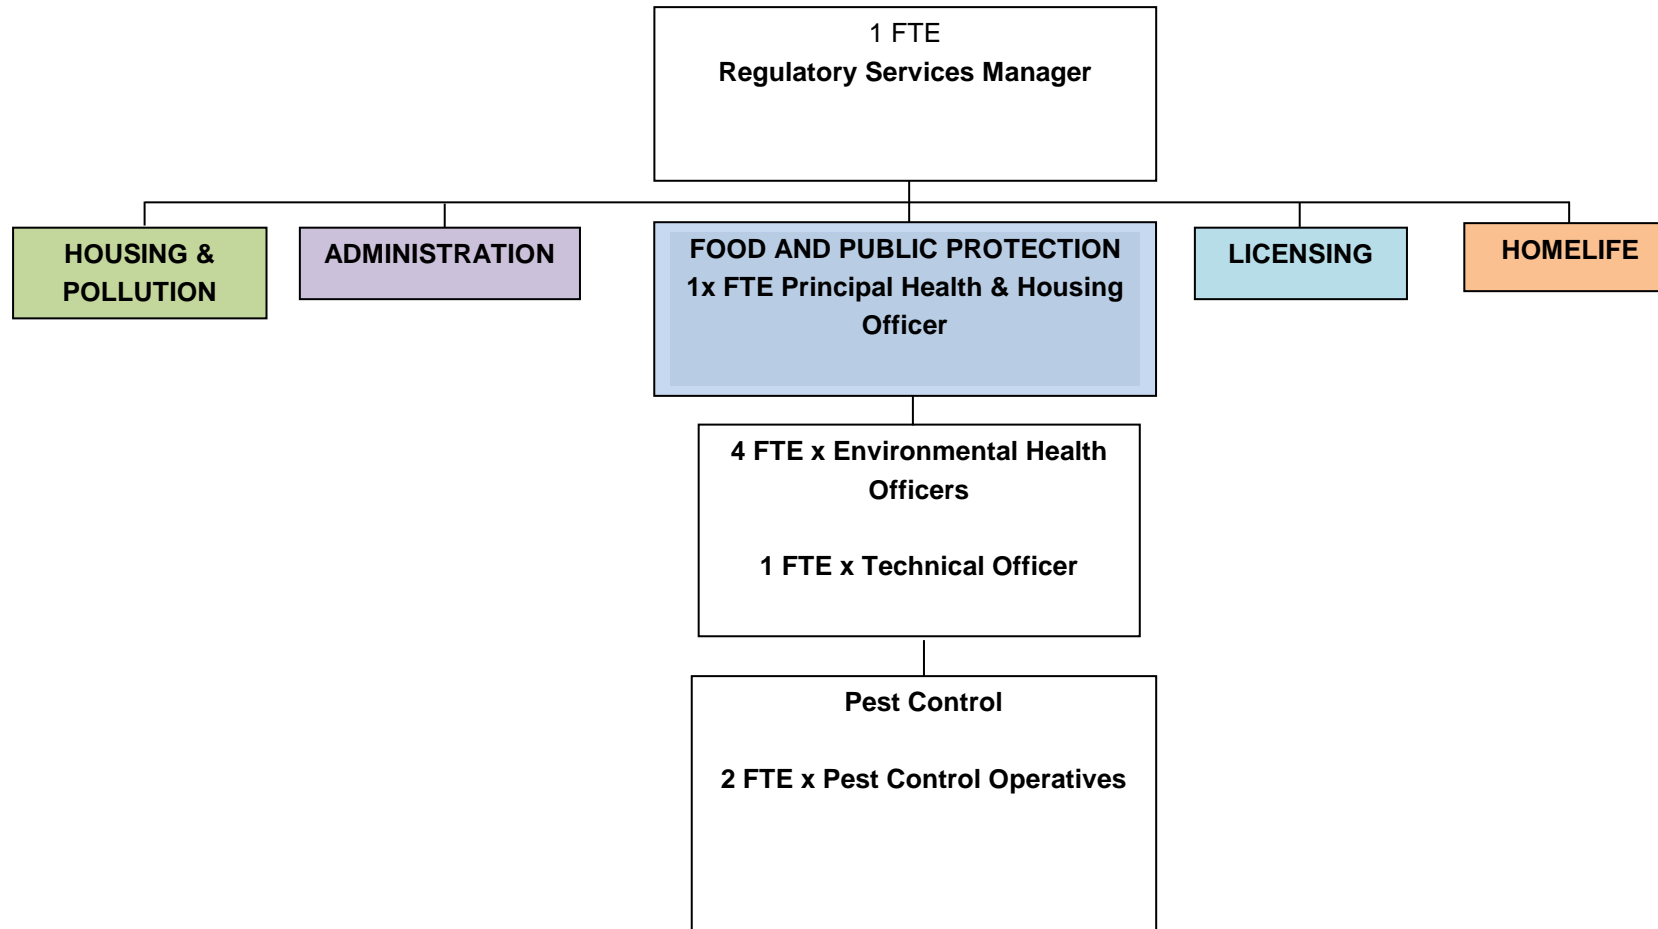 1 FTE
Regulatory Services Manager
HOUSING &
POLLUTION
ADMINISTRATION
FOOD AND PUBLIC PROTECTION
1x FTE Principal Health & Housing
Officer
LICENSING
HOMELIFE
4 FTE x Environmental Health
Officers
1 FTE x Technical Officer
Pest Control
2 FTE x Pest Control Operatives